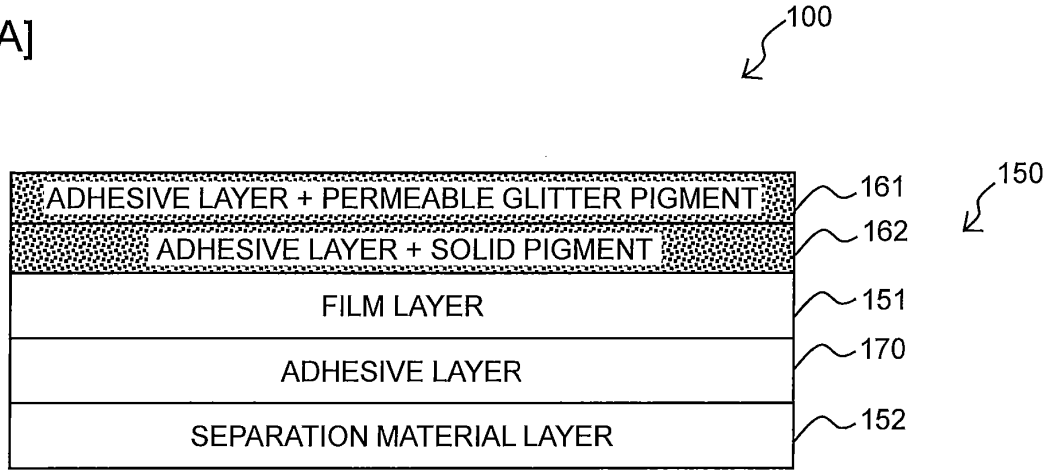 A]
100
150
ADHESIVE LAYER + PERMEABLE GLITTER PIGMENT 161
ADHESIVE LAYER + SOLID PIGMENT 162
FILM LAYER 151
ADHESIVE LAYER 170
SEPARATION MATERIAL LAYER 152